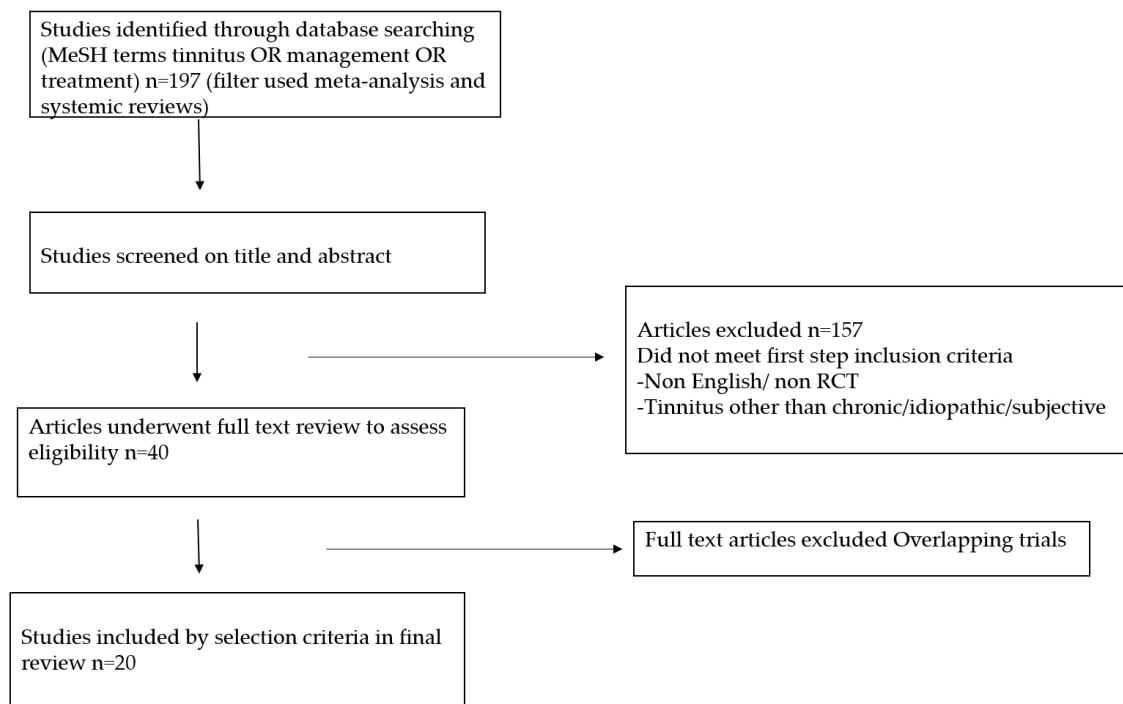 Studies identified through database searching
(MeSH terms tinnitus OR management OR
treatment) n=197 (filter used meta-analysis and
systemic reviews)
Studies screened on title and abstract
Articles excluded n=157
Did not meet first step inclusion criteria
-Non English/ non RCT
-Tinnitus other than chronic/idiopathic/subjective
Articles underwent full text review to assess
eligibility n=40
Full text articles excluded Overlapping trials
Studies included by selection criteria in final
review n=20